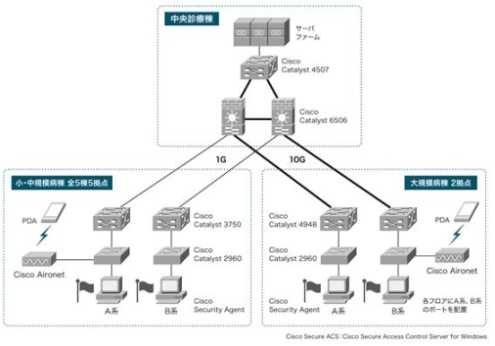 中央診療棟
サーバ
ファーム
Cisco
Catalyst 4507
Cisco
Catalyst 6506
1G
10G
小・中規模病棟 全5棟5拠点
PDA
Cisco
Catalyst 3750
Cisco
Catalyst 2960
Cisco Aironet
Cisco
Security Agent
A系
B系
大規模病棟 2拠点
PDA
Cisco
Catalyst 4948
Cisco
Catalyst 2960
Cisco Aironet
Cisco
Security Agent
A系
B系
各フロアにA系、B系
のポートを配置
Cisco Secure ACS：Cisco Secure Access Control Server for Windows